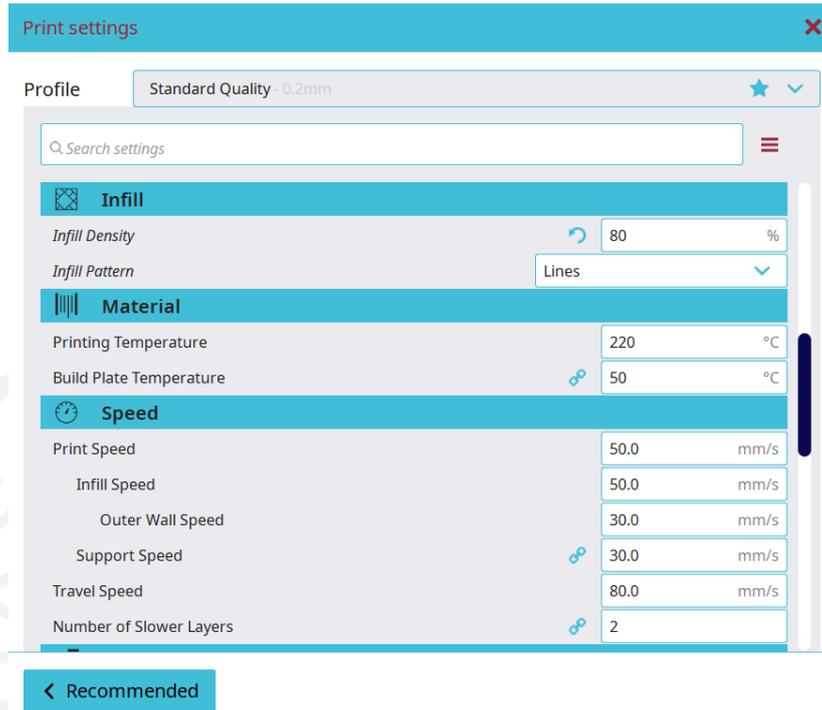 Print settings
Profile Standard Quality - 0.2mm
Search settings
Infill
Infill Density 80 %
Infill Pattern Lines
Material
Printing Temperature 220 °C
Build Plate Temperature 50 °C
Speed
Print Speed 50.0 mm/s
Infill Speed 50.0 mm/s
Outer Wall Speed 30.0 mm/s
Support Speed 30.0 mm/s
Travel Speed 80.0 mm/s
Number of Slower Layers 2
Recommended